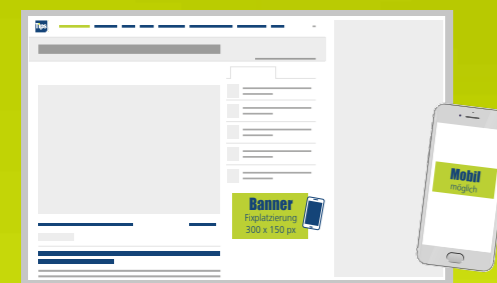 Tips
Banner
Fixplatzierung
300 x 150 px
Mobil
möglich